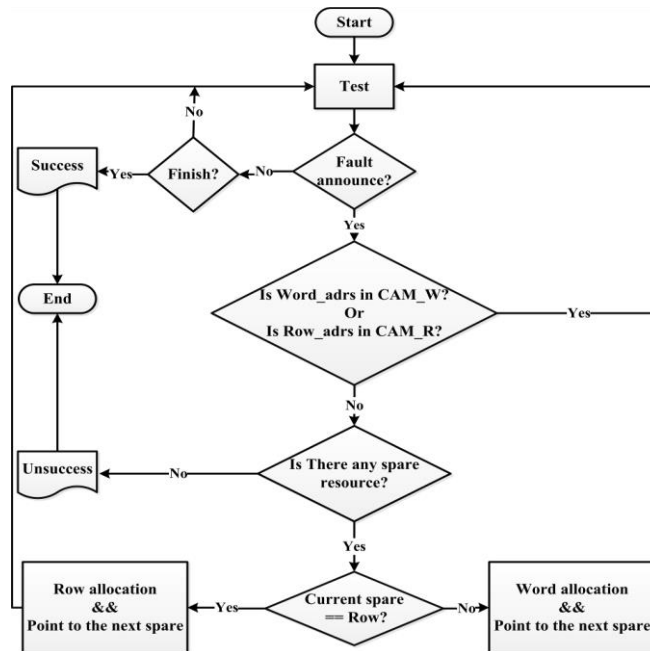 Start
Test
No
Success
Yes
Finish?
No
Fault
announce?
Yes
End
Is Word_adrs in CAM_W?
Or
Is Row_adrs in CAM_R?
Yes
No
Unsuccess
No
Is There any spare
resource?
Yes
Row allocation
&&
Point to the next spare
Yes
Current spare
== Row?
No
Word allocation
&&
Point to the next spare